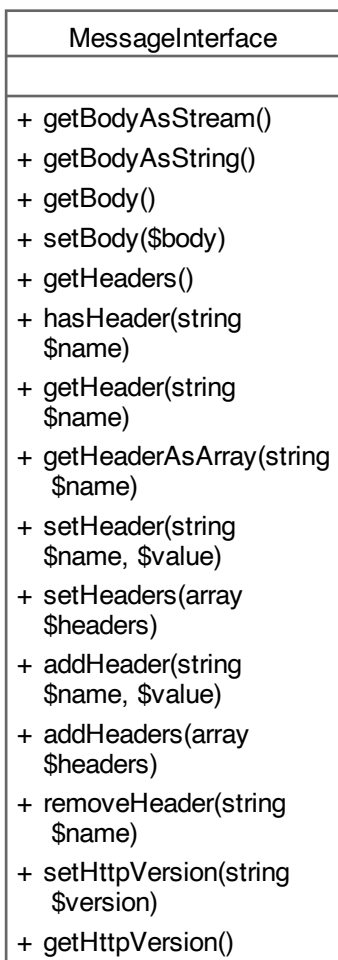 MessageInterface
+ getBodyAsStream()
+ getBodyAsString()
+ getBody()
+ setBody($body)
+ getHeaders()
+ hasHeader(string
$name)
+ getHeader(string
$name)
+ getHeaderAsArray(string
$name)
+ setHeader(string
$name, $value)
+ setHeaders(array
$headers)
+ addHeader(string
$name, $value)
+ addHeaders(array
$headers)
+ removeHeader(string
$name)
+ setHttpVersion(string
$version)
+ getHttpVersion()